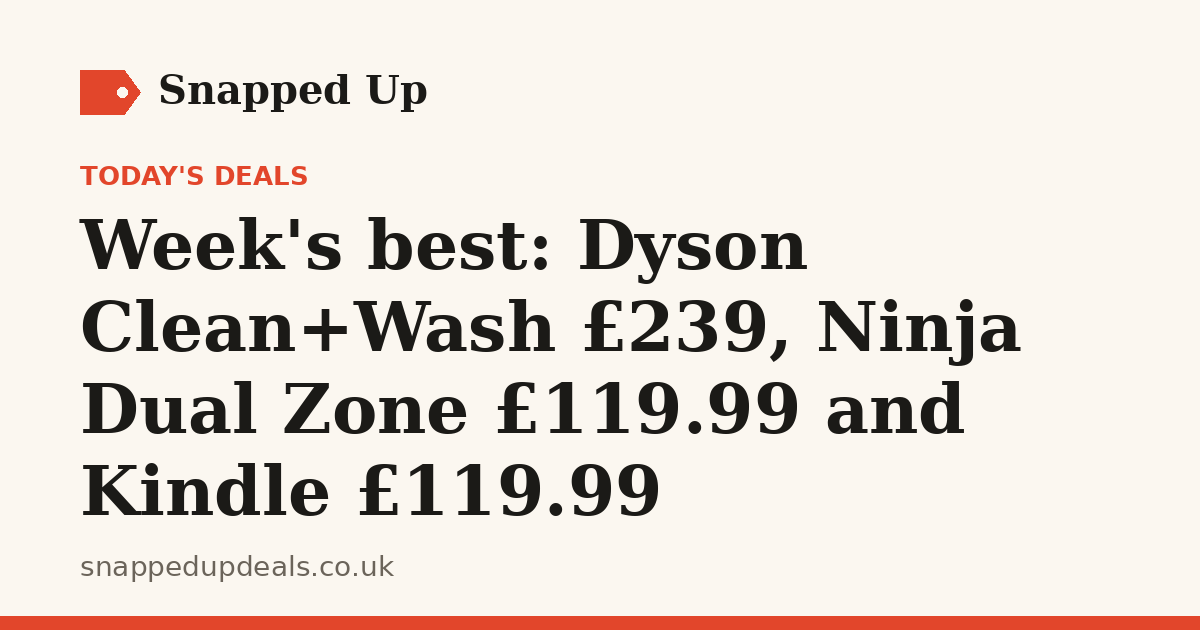 Snapped Up
TODAY'S DEALS
Week's best: Dyson
Clean+Wash £239, Ninja
Dual Zone £119.99 and
Kindle £119.99
snappedupdeals.co.uk